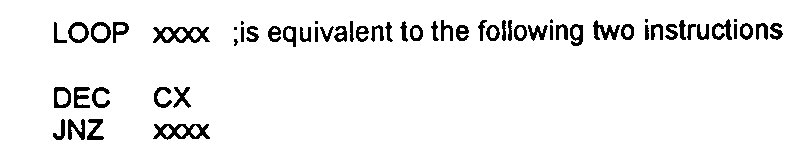 LOOP xxxx ;is equivalent to the following two instructions
DEC CX
JNZ xxxx